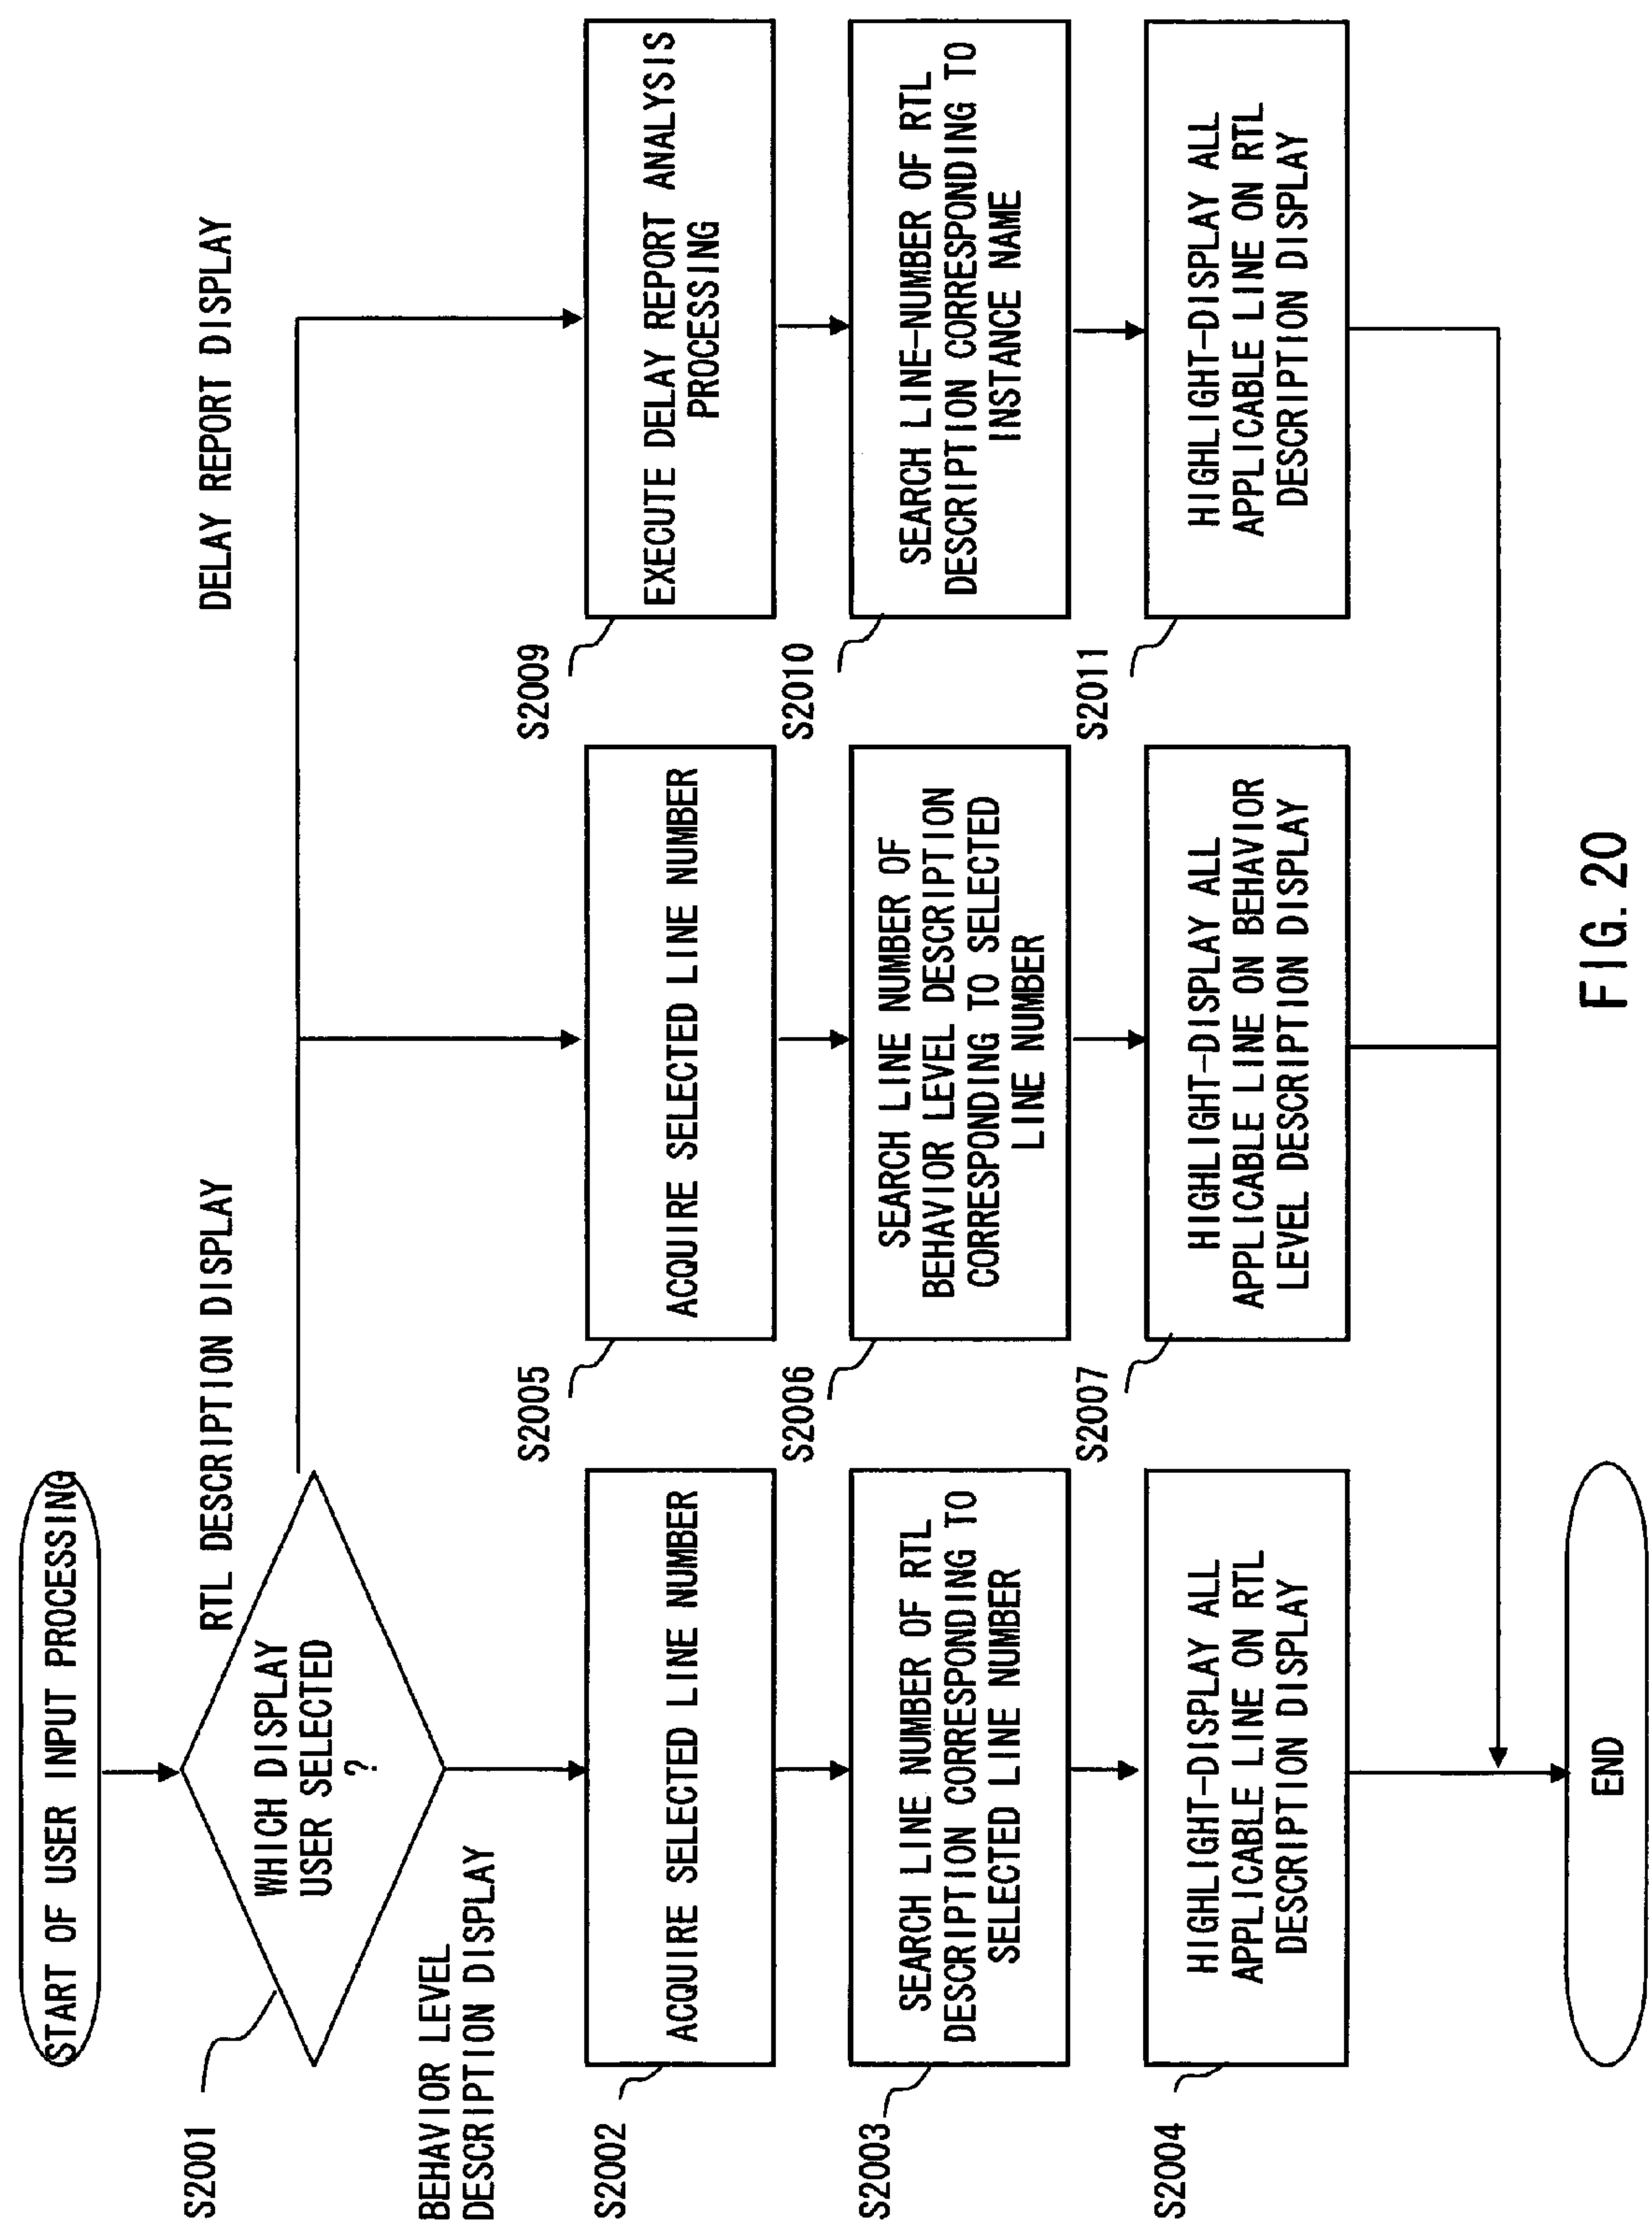 START OF USER INPUT PROCESSING
S2001
WHICH DISPLAY
USER SELECTED
?
RTL DESCRIPTION DISPLAY
DELAY REPORT DISPLAY
BEHAVIOR LEVEL
DESCRIPTION DISPLAY
S2002
ACQUIRE SELECTED LINE NUMBER
S2003
SEARCH LINE NUMBER OF RTL
DESCRIPTION CORRESPONDING TO
SELECTED LINE NUMBER
S2004
HIGHLIGHT-DISPLAY ALL
APPLICABLE LINE ON RTL
DESCRIPTION DISPLAY
S2005
ACQUIRE SELECTED LINE NUMBER
S2006
SEARCH LINE NUMBER OF
BEHAVIOR LEVEL DESCRIPTION
CORRESPONDING TO SELECTED
LINE NUMBER
S2007
HIGHLIGHT-DISPLAY ALL
APPLICABLE LINE ON BEHAVIOR
LEVEL DESCRIPTION DISPLAY
S2009
EXECUTE DELAY REPORT ANALYSIS
PROCESSING
S2010
SEARCH LINE-NUMBER OF RTL
DESCRIPTION CORRESPONDING TO
INSTANCE NAME
S2011
HIGHLIGHT-DISPLAY ALL
APPLICABLE LINE ON RTL
DESCRIPTION DISPLAY
END
FIG. 20